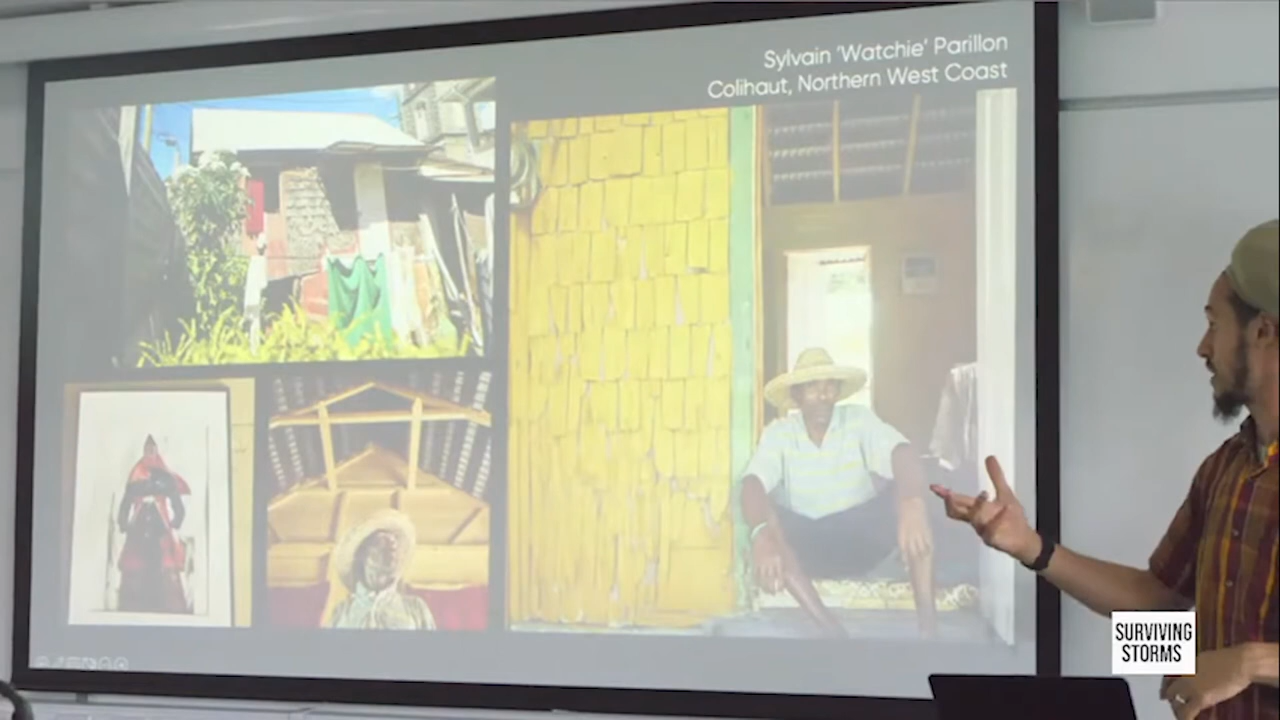 Sylvain 'Watchie' Parillon
Colihaut, Northern West Coast
SURVIVING
STORMS